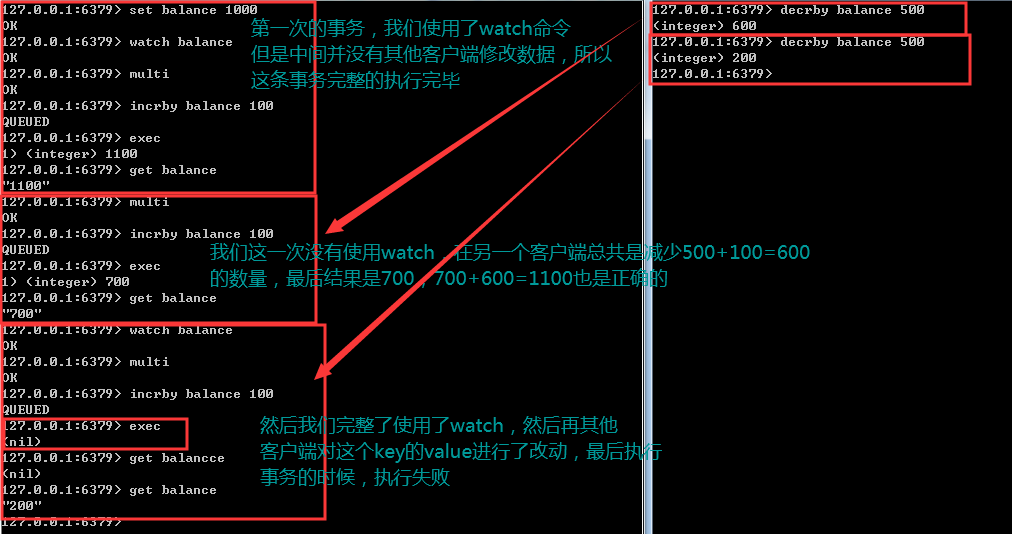 127.0.0.1:6379> set balance 1000
OK
127.0.0.1:6379> watch balance
OK
127.0.0.1:6379> multi
OK
127.0.0.1:6379> incrby balance 100
QUEUED
127.0.0.1:6379> exec
1) (integer) 1100
127.0.0.1:6379> get balance
"1100"
第一次的事务，我们使用了watch命令
但是中间并没有其他客户端修改数据，所以
这条事务完整的执行完毕
127.0.0.1:6379> decrby balance 500
(integer) 600
127.0.0.1:6379> decrby balance 500
(integer) 200
127.0.0.1:6379>
127.0.0.1:6379> multi
OK
127.0.0.1:6379> incrby balance 100
QUEUED
127.0.0.1:6379> exec
1) (integer) 700
127.0.0.1:6379> get balance
"700"
我们这一次没有使用watch，在另一个客户端总共是减少500+100=600
的数量，最后结果是700，700+600=1100也是正确的
127.0.0.1:6379> watch balance
OK
127.0.0.1:6379> multi
OK
127.0.0.1:6379> incrby balance 100
QUEUED
127.0.0.1:6379> exec
(nil)
127.0.0.1:6379> get balancce
(nil)
127.0.0.1:6379> get balance
"200"
127.0.0.1:6379>
然后我们完整了使用了watch，然后再其他
客户端对这个key的value进行了改动，最后执行
事务的时候，执行失败